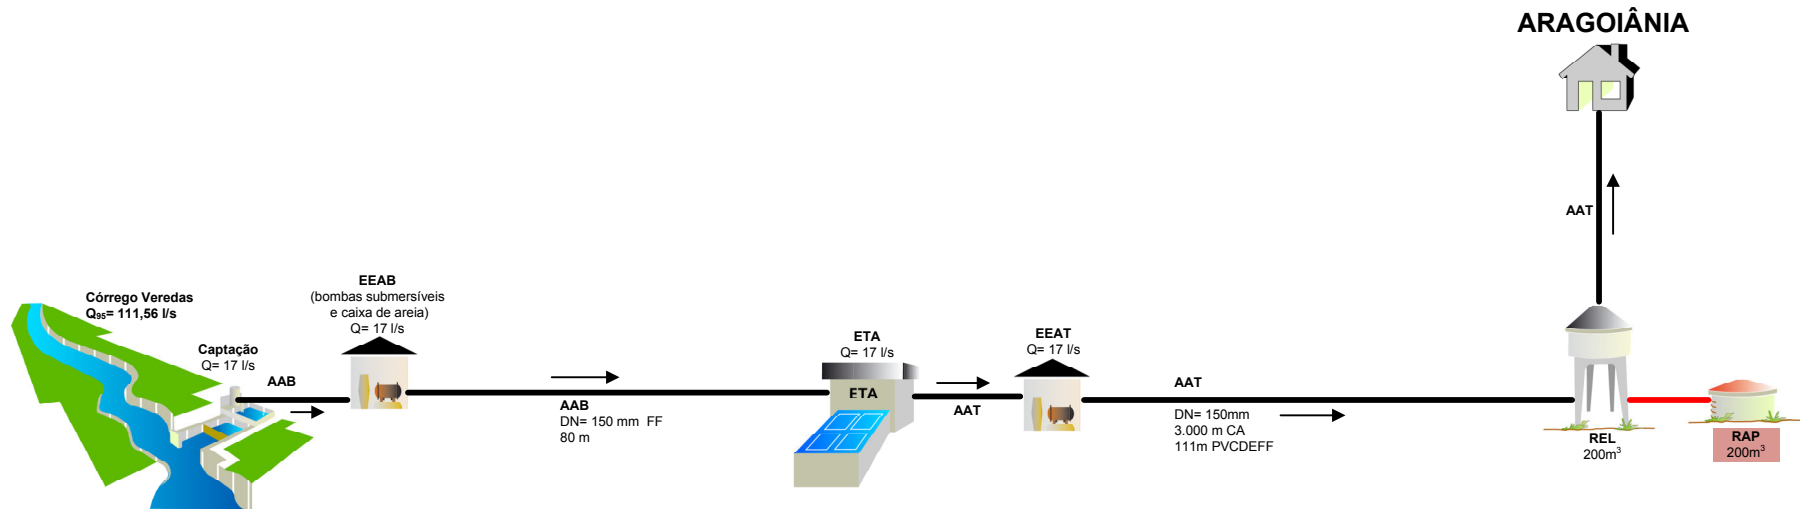 ARAGOIÂNIA
AAT
Córrego Veredas
Q95= 111,56 l/s
Captação
Q= 17 l/s
AAB
EEAB
(bombas submersíveis
e caixa de areia)
Q= 17 l/s
AAB
DN= 150 mm  FF
80 m
ETA
Q= 17 l/s
ETA
AAT
EEAT
Q= 17 l/s
AAT
DN= 150mm
3.000 m CA
111m PVCDEFF
REL
200m³
RAP
200m³